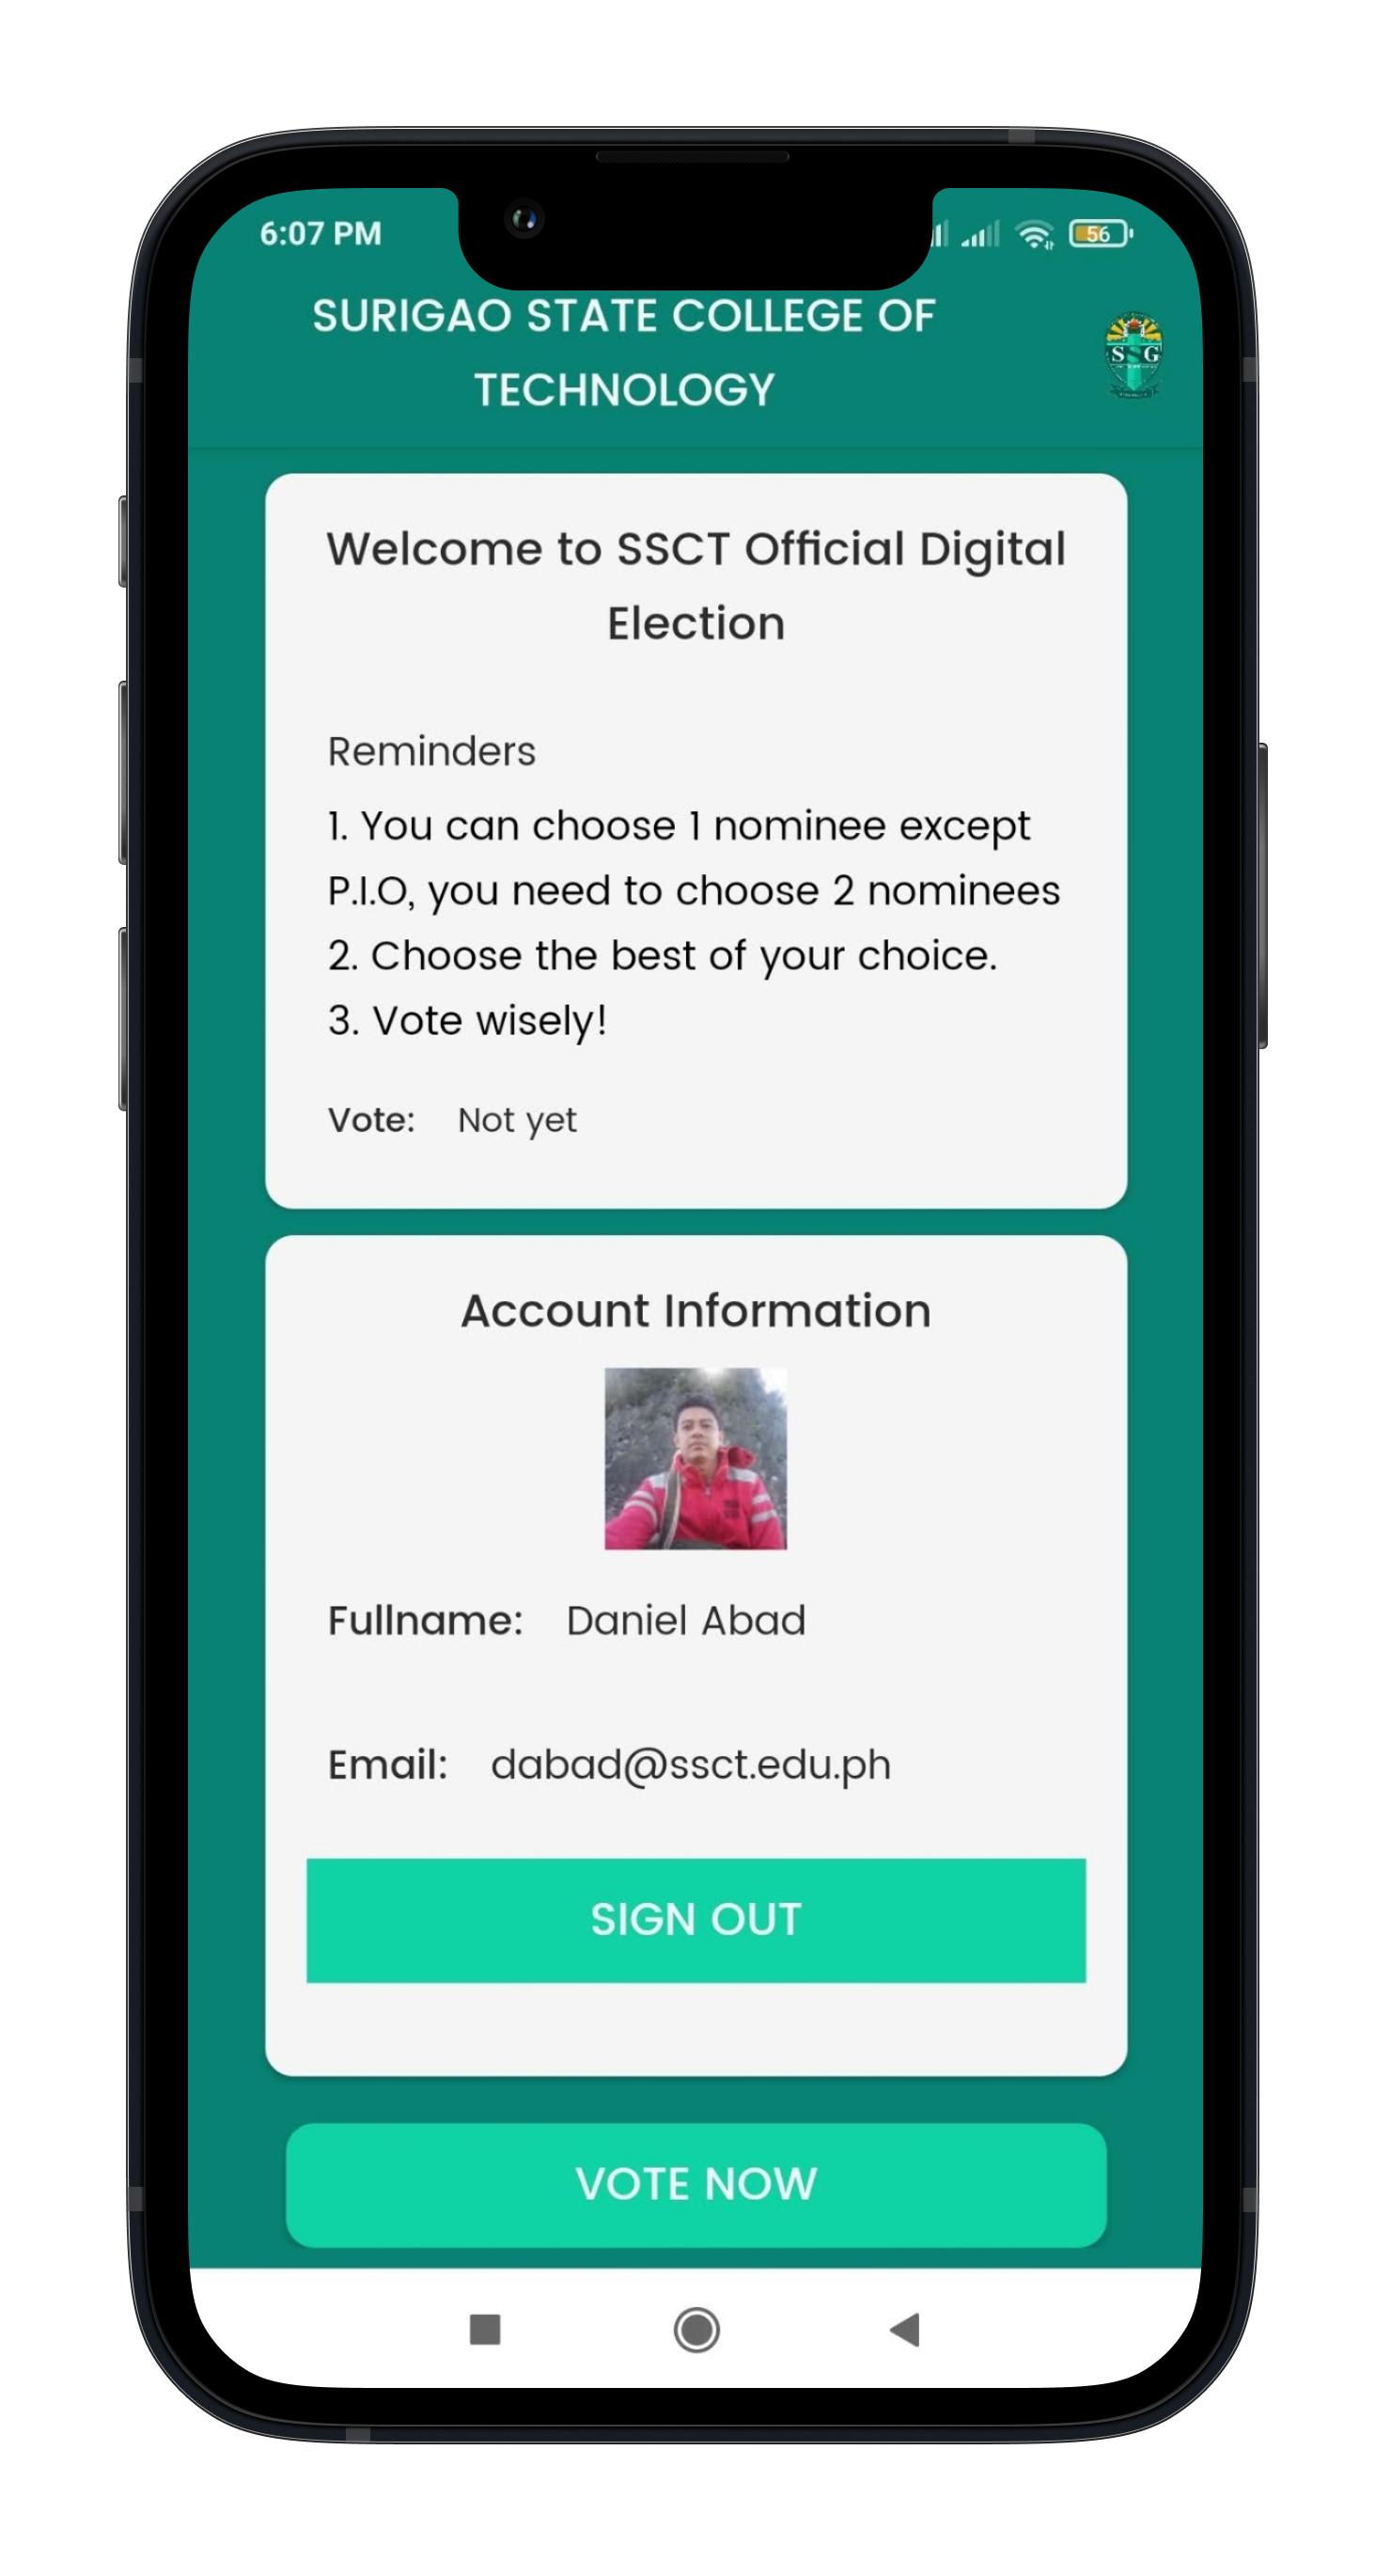 6:07 PM
56
SURIGAO STATE COLLEGE OF
TECHNOLOGY
S S G
Welcome to SSCT Official Digital
Election
Reminders
1. You can choose 1 nominee except
P.I.O, you need to choose 2 nominees
2. Choose the best of your choice.
3. Vote wisely!
Vote: Not yet
Account Information
Fullname: Daniel Abad
Email: dabad@ssct.edu.ph
SIGN OUT
VOTE NOW